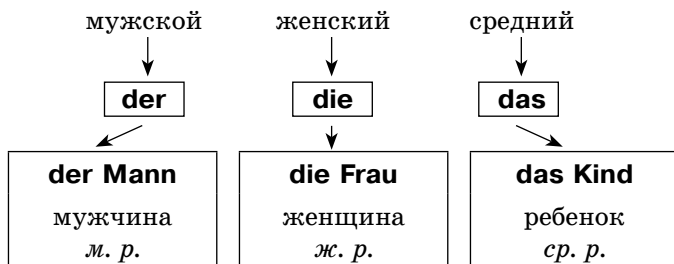 мужской женский средний
der die das
der Mann die Frau das Kind
мужчина женщина ребенок
м. р. ж. р. ср. р.